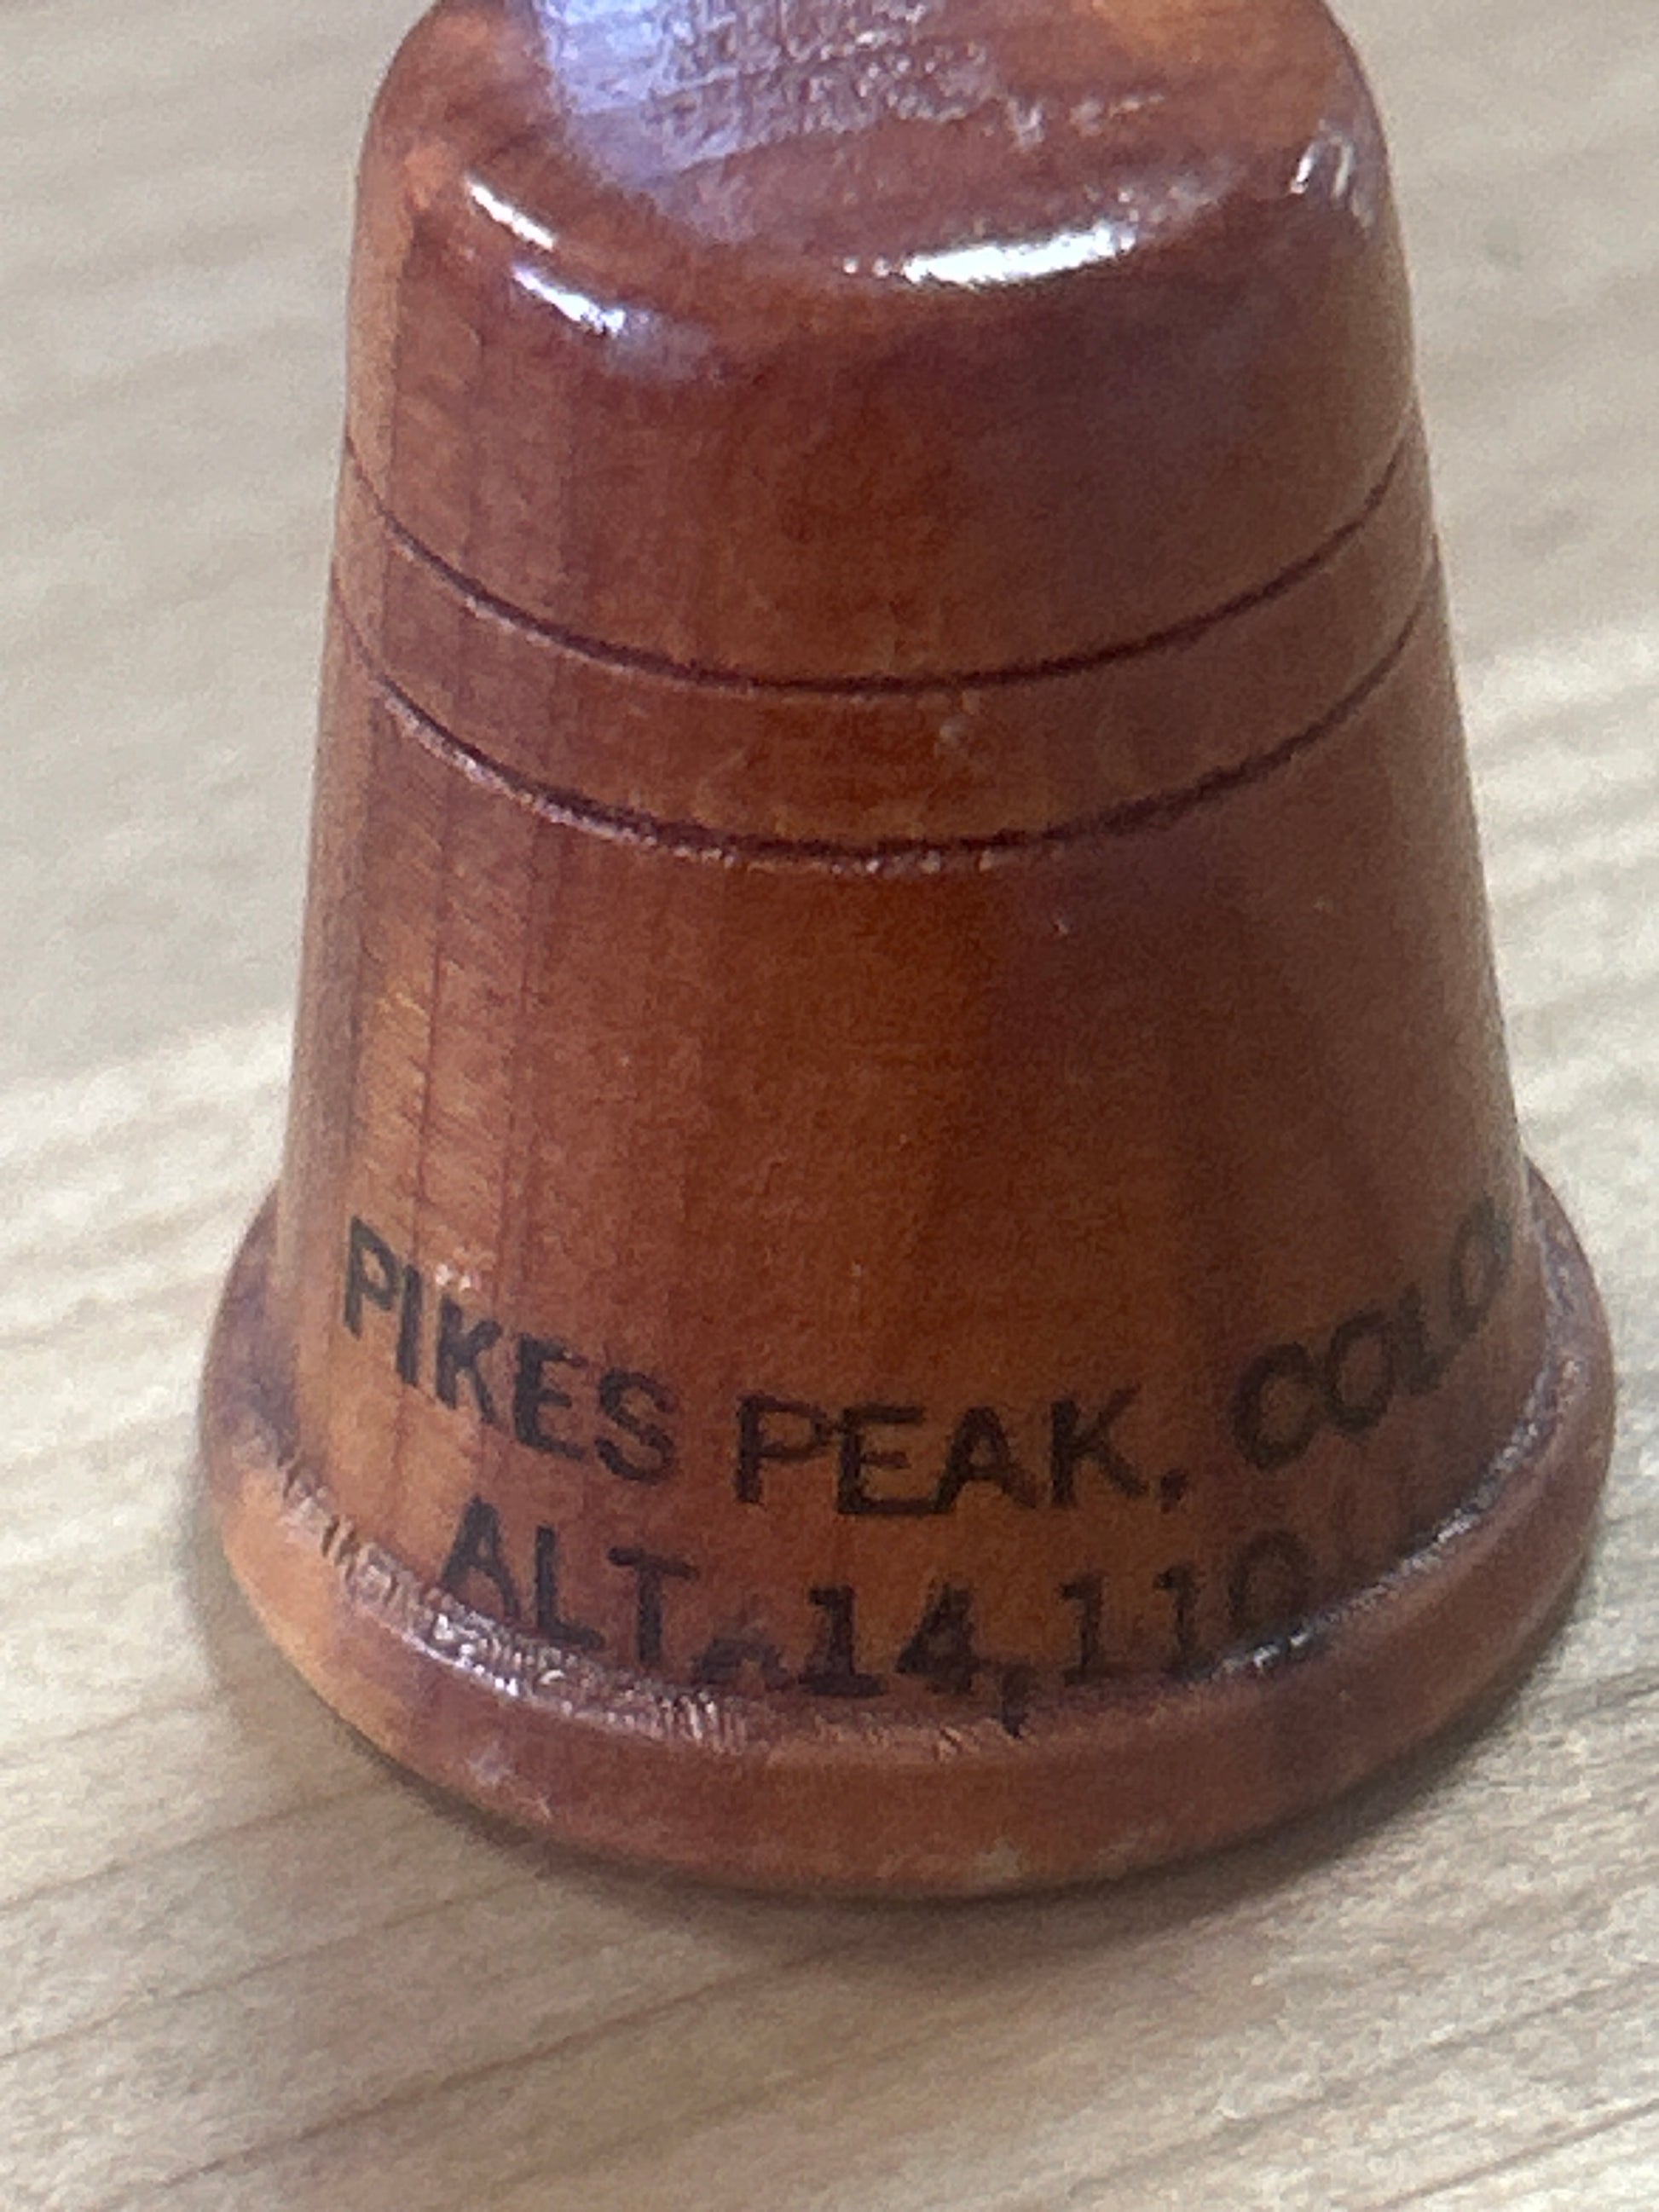 PIKES PEAK, COLO
ALT. 14,110